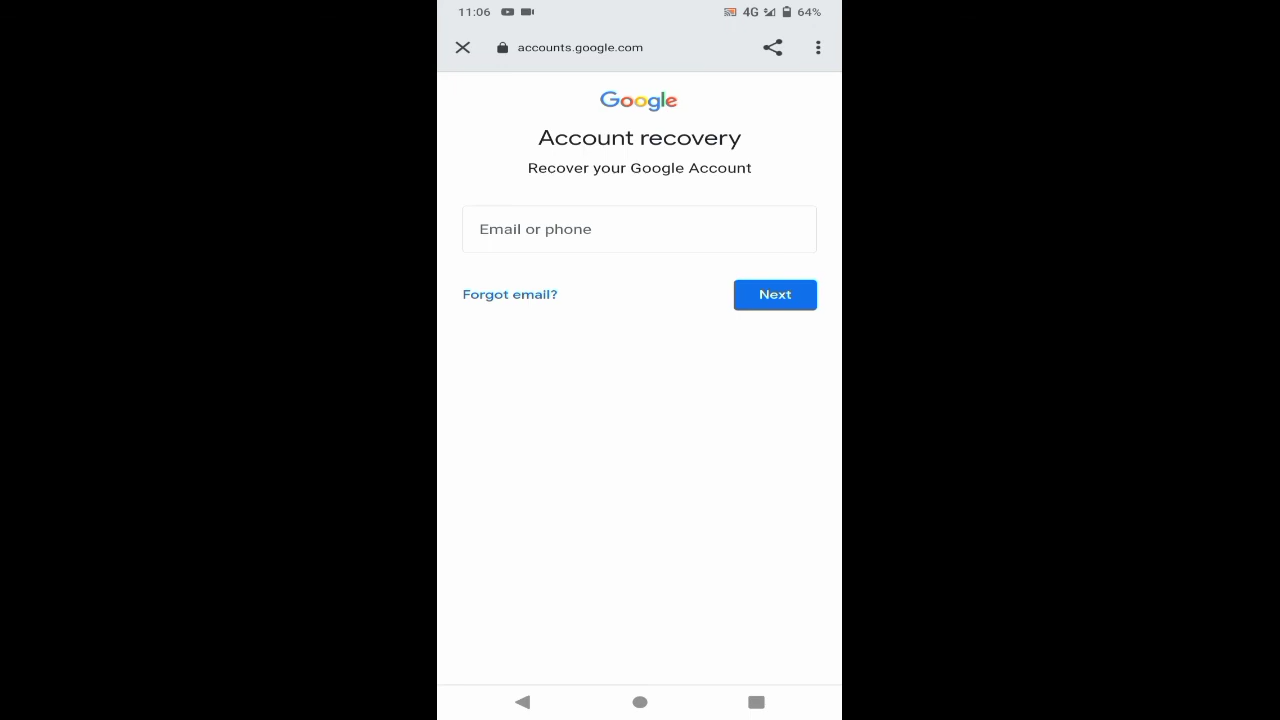 11:06 4G 64%
accounts.google.com
Google
Account recovery
Recover your Google Account
Email or phone
Forgot email? Next